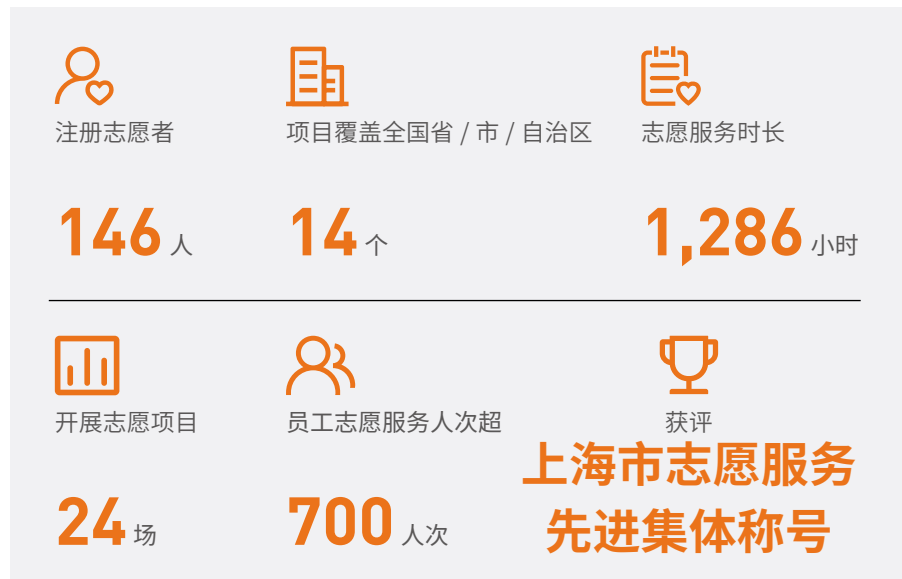 注册志愿者
项目覆盖全国省 / 市 / 自治区
志愿服务时长
146 人
14 个
1,286 小时
开展志愿项目
员工志愿服务人次超
获评
24 场
700 人次
上海市志愿服务
先进集体称号